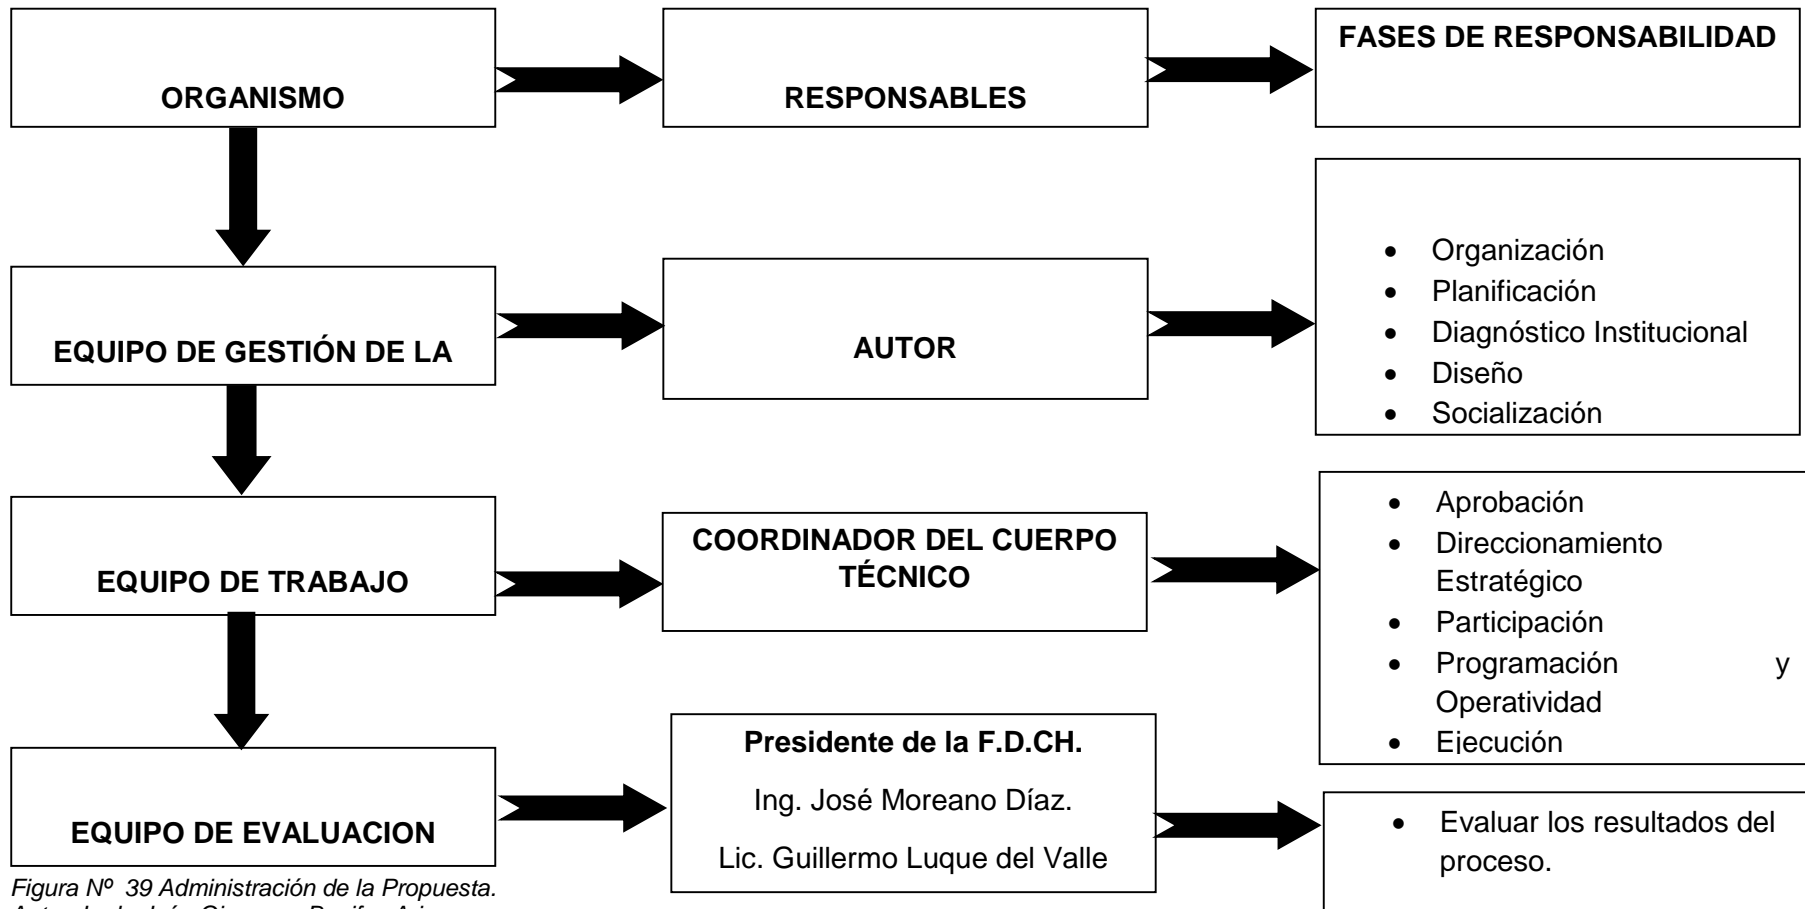 ORGANISMO
RESPONSABLES
FASES DE RESPONSABILIDAD
EQUIPO DE GESTIÓN DE LA
AUTOR
• Organización
• Planificación
• Diagnóstico Institucional
• Diseño
• Socialización
EQUIPO DE TRABAJO
COORDINADOR DEL CUERPO
TÉCNICO
• Aprobación
• Direccionamiento
Estratégico
• Participación
• Programación y
Operatividad
• Ejecución
EQUIPO DE EVALUACION
Presidente de la F.D.CH.
Ing. José Moreano Díaz.
Lic. Guillermo Luque del Valle
• Evaluar los resultados del
proceso.
Figura Nº 39 Administración de la Propuesta.